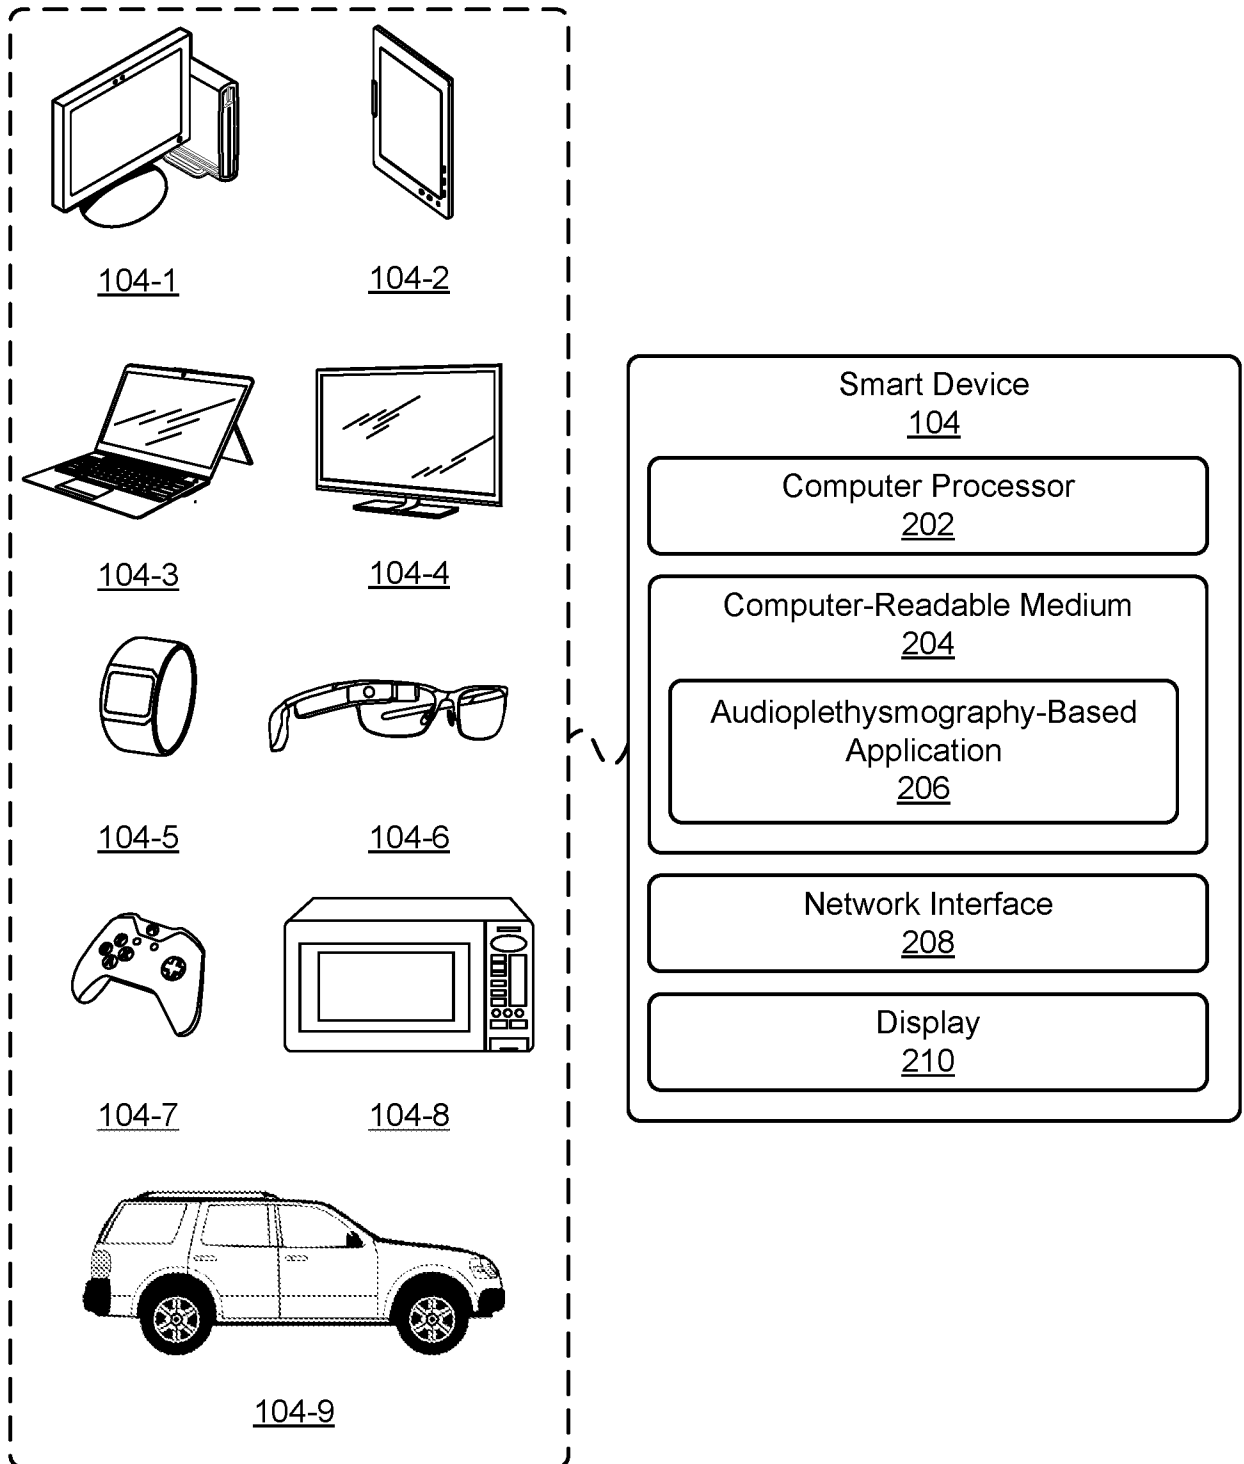 104-1
104-2
104-3
104-4
104-5
104-6
104-7
104-8
104-9
Smart Device
104
Computer Processor
202
Computer-Readable Medium
204
Audioplethysmography-Based
Application
206
Network Interface
208
Display
210